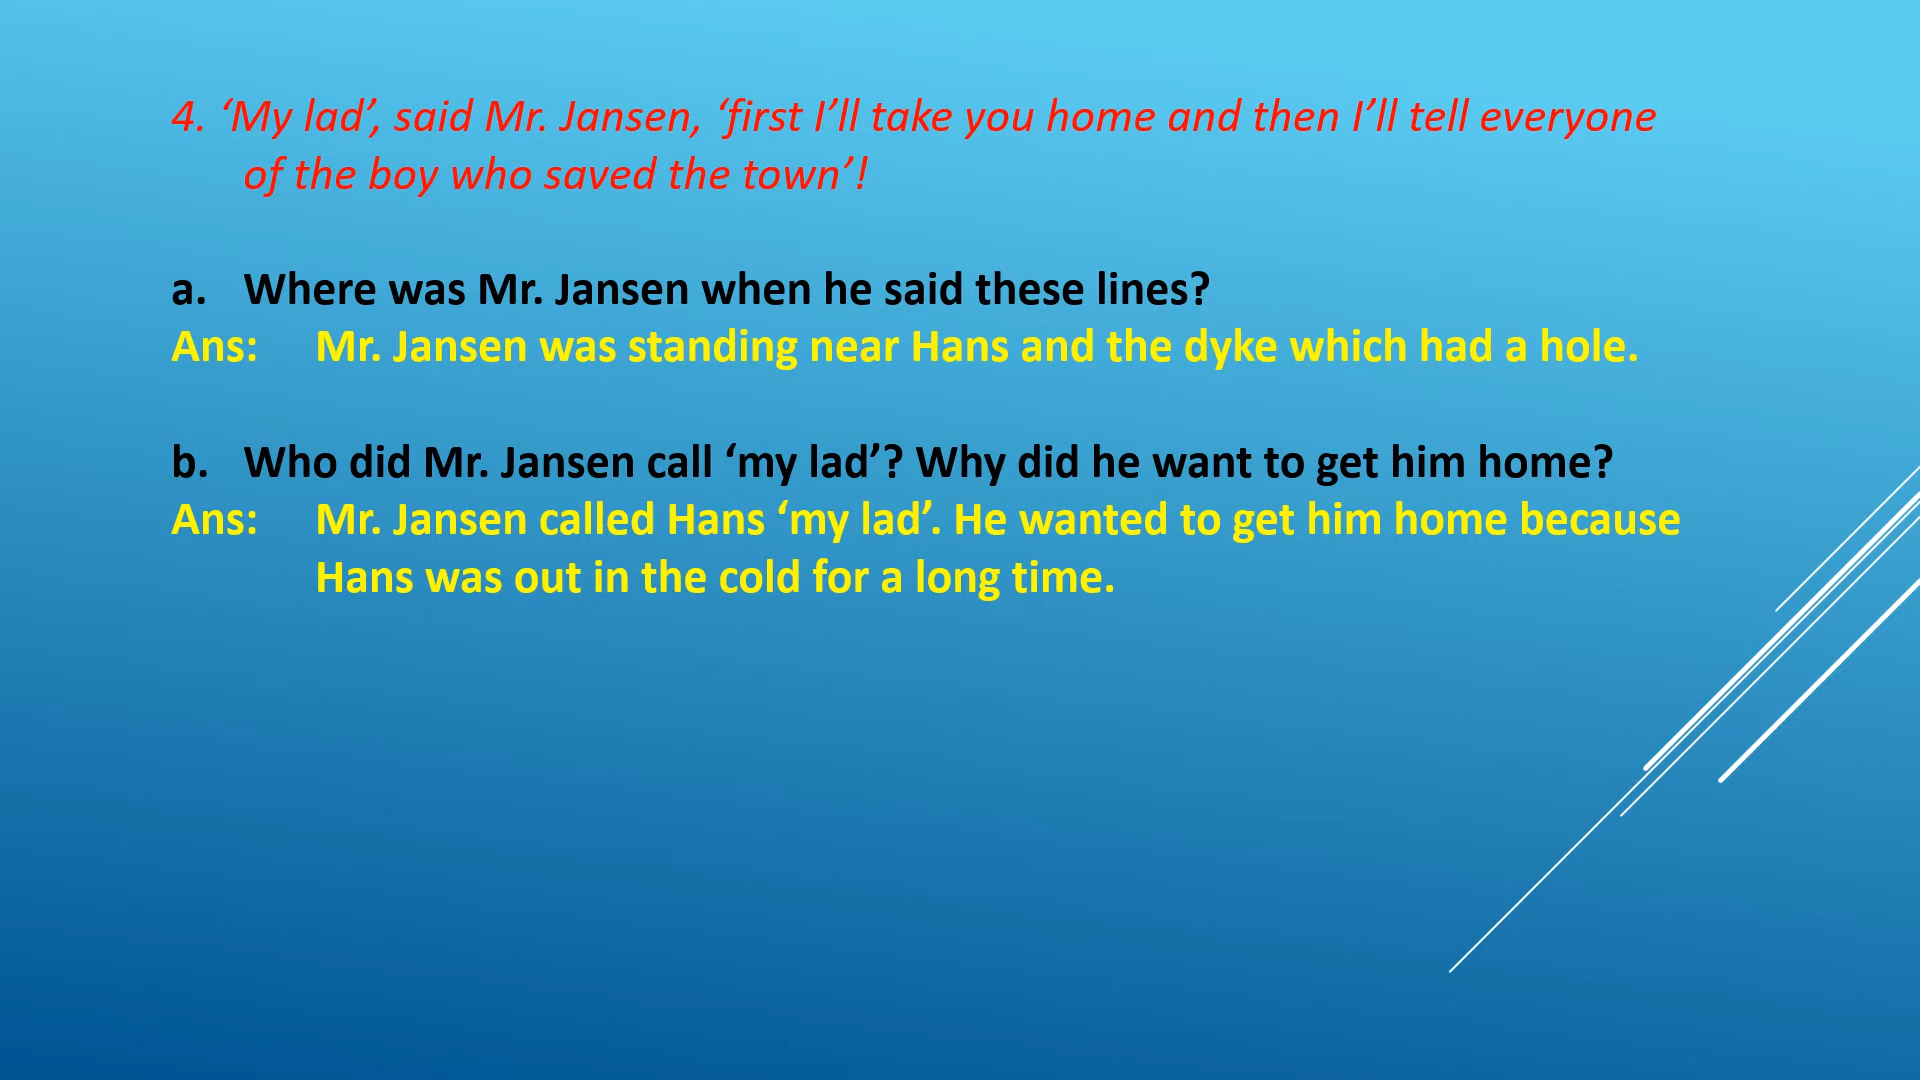 4. ‘My lad’, said Mr. Jansen, ‘first I’ll take you home and then I’ll tell everyone
of the boy who saved the town’!
a. Where was Mr. Jansen when he said these lines?
Ans: Mr. Jansen was standing near Hans and the dyke which had a hole.
b. Who did Mr. Jansen call ‘my lad’? Why did he want to get him home?
Ans: Mr. Jansen called Hans ‘my lad’. He wanted to get him home because
Hans was out in the cold for a long time.